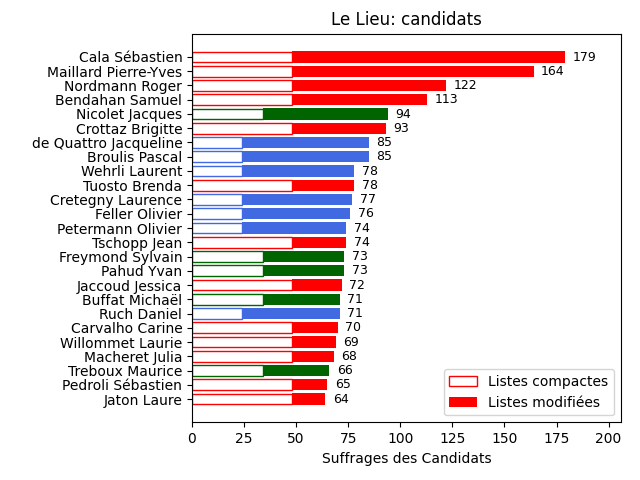 Le Lieu: candidats
Cala Sébastien 179
Maillard Pierre-Yves 164
Nordmann Roger 122
Bendahan Samuel 113
Nicolet Jacques 94
Crottaz Brigitte 93
de Quattro Jacqueline 85
Broulis Pascal 85
Wehrli Laurent 78
Tuosto Brenda 78
Cretegny Laurence 77
Feller Olivier 76
Petermann Olivier 74
Tschopp Jean 74
Freymond Sylvain 73
Pahud Yvan 73
Jaccoud Jessica 72
Buffat Michaël 71
Ruch Daniel 71
Carvalho Carine 70
Willommet Laurie 69
Macheret Julia 68
Treboux Maurice 66
Pedroli Sébastien 65
Jaton Laure 64
Listes compactes
Listes modifiées
0 25 50 75 100 125 150 175 200
Suffrages des Candidats